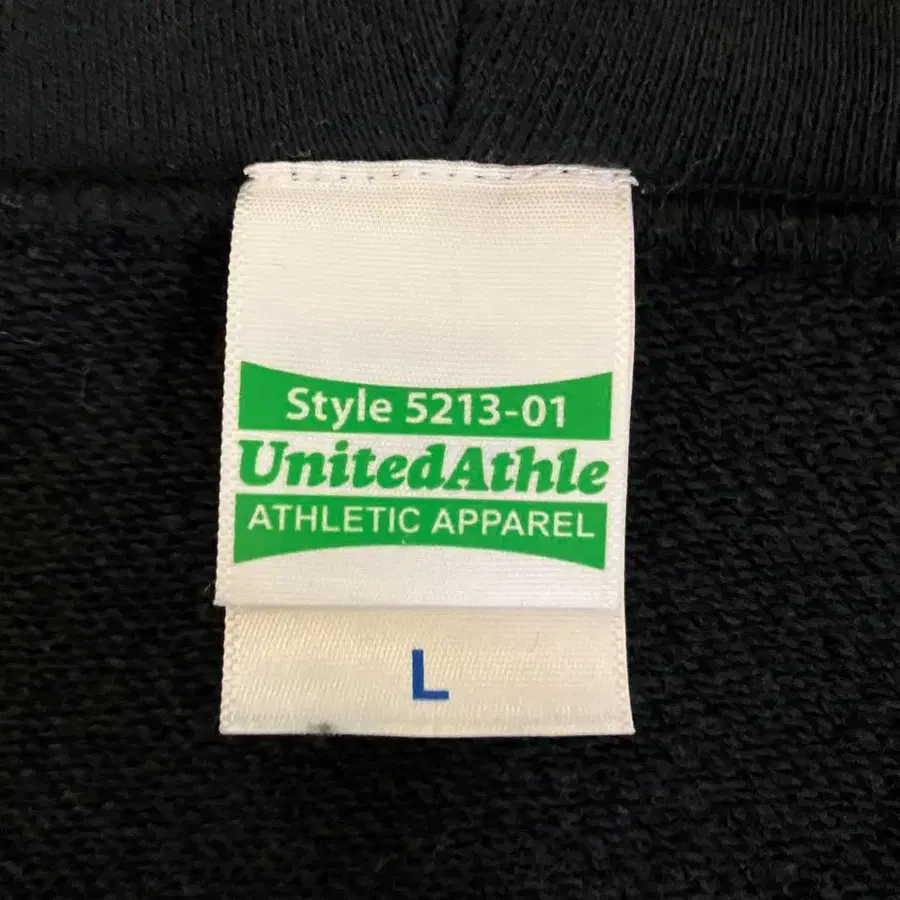 Style 5213-01
UnitedAthle
ATHLETIC APPAREL
L